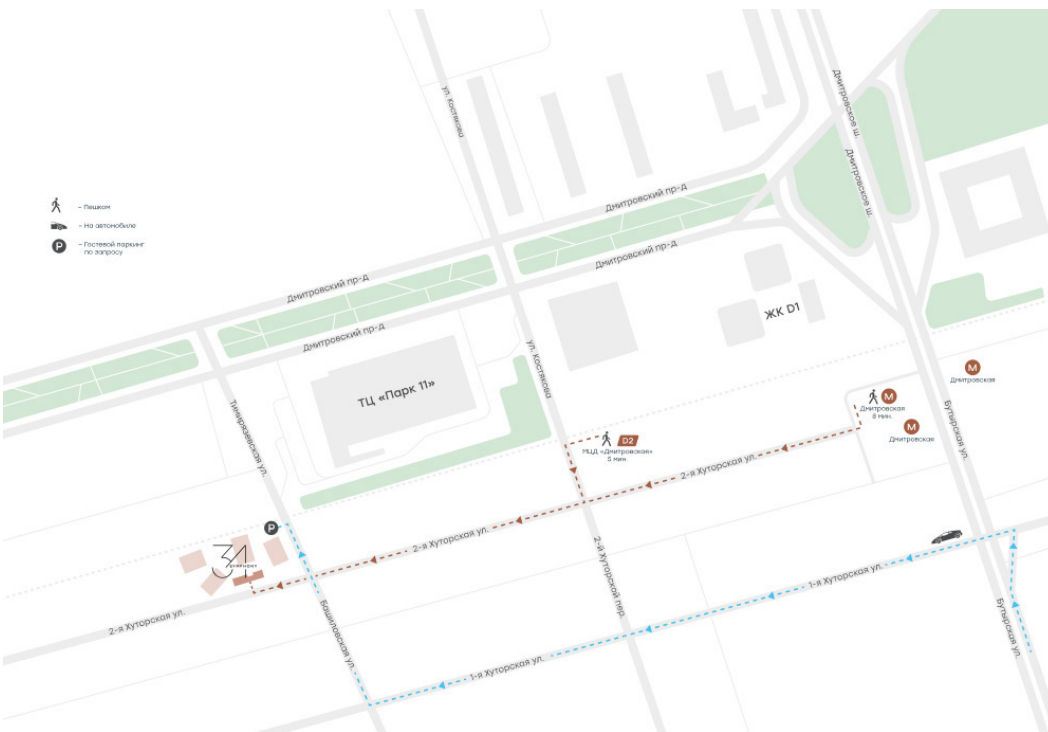 Дмитровское ш.
ул. Костякова
Дмитровское ш.
Дмитровский пр-д
– Пешком
– На автомобиле
P
– Гостевой паркинг
по запросу
Дмитровский пр-д
Дмитровский пр-д
Дмитровский пр-д
ЖК D1
ул. Костякова
ТЦ «Парк 11»
М
Дмитровская
М
Дмитровская
8 мин.
М
Дмитровская
Тимирязевская ул.
Бутырская ул.
D2
МЦД «Дмитровская»
5 мин
2-я Хуторская ул.
2-я Хуторская ул.
P
31
1-я Хуторская ул.
2-й Хуторской пер.
Бутырская ул.
Башиловская ул.
2-я Хуторская ул.
1-я Хуторская ул.